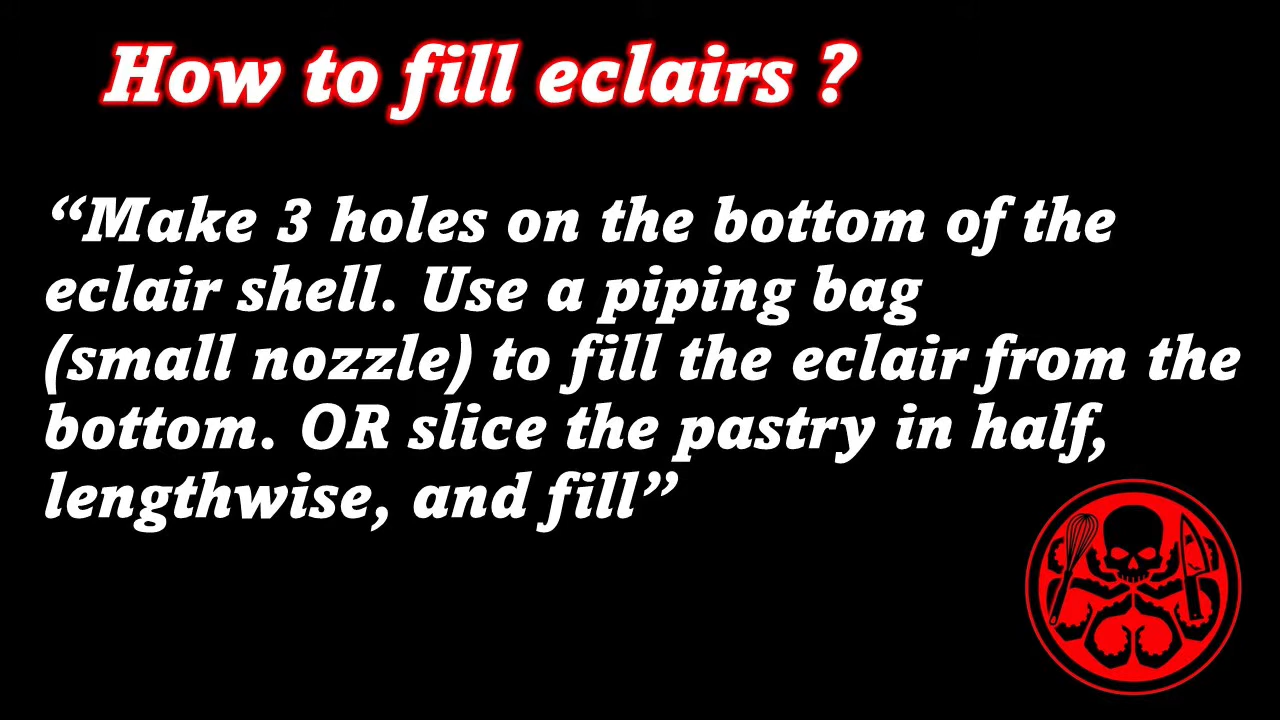 How to fill eclairs ?
“Make 3 holes on the bottom of the
eclair shell. Use a piping bag
(small nozzle) to fill the eclair from the
bottom. OR slice the pastry in half,
lengthwise, and fill”